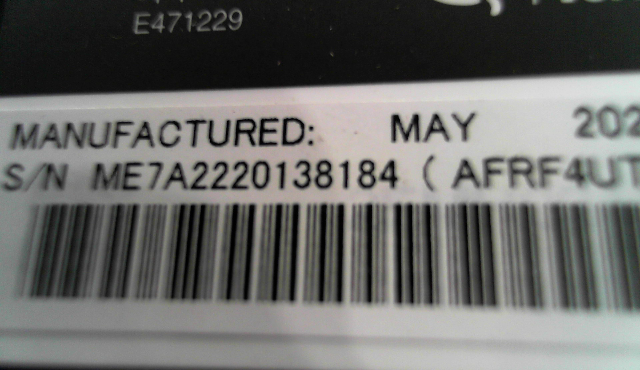 E471229
MANUFACTURED: MAY 202
S/N ME7A2220138184 ( AFRF4UT